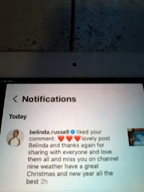 Notifications
Today
belinda.russell liked your
comment: ❤️❤️❤️lovely post
Belinda and thanks again for
sharing with everyone and love
them all and miss you on channel
nine weather have a great
Christmas and new year all the
best 2h